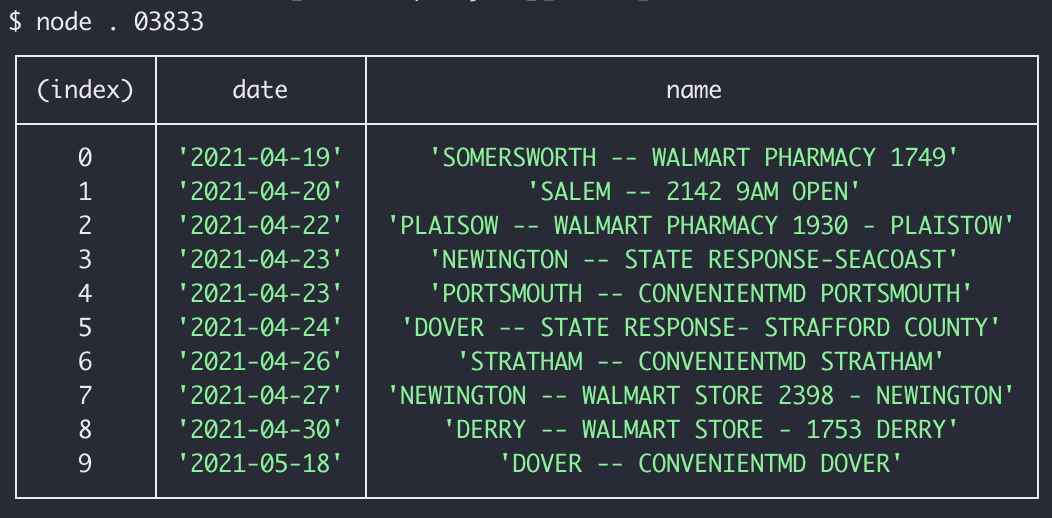 $ node . 03833
(index) date name
0 '2021-04-19' 'SOMERSWORTH -- WALMART PHARMACY 1749'
1 '2021-04-20' 'SALEM -- 2142 9AM OPEN'
2 '2021-04-22' 'PLAISOW -- WALMART PHARMACY 1930 - PLAISTOW'
3 '2021-04-23' 'NEWINGTON -- STATE RESPONSE-SEACOAST'
4 '2021-04-23' 'PORTSMOUTH -- CONVENIENTMD PORTSMOUTH'
5 '2021-04-24' 'DOVER -- STATE RESPONSE- STRAFFORD COUNTY'
6 '2021-04-26' 'STRATHAM -- CONVENIENTMD STRATHAM'
7 '2021-04-27' 'NEWINGTON -- WALMART STORE 2398 - NEWINGTON'
8 '2021-04-30' 'DERRY -- WALMART STORE - 1753 DERRY'
9 '2021-05-18' 'DOVER -- CONVENIENTMD DOVER'